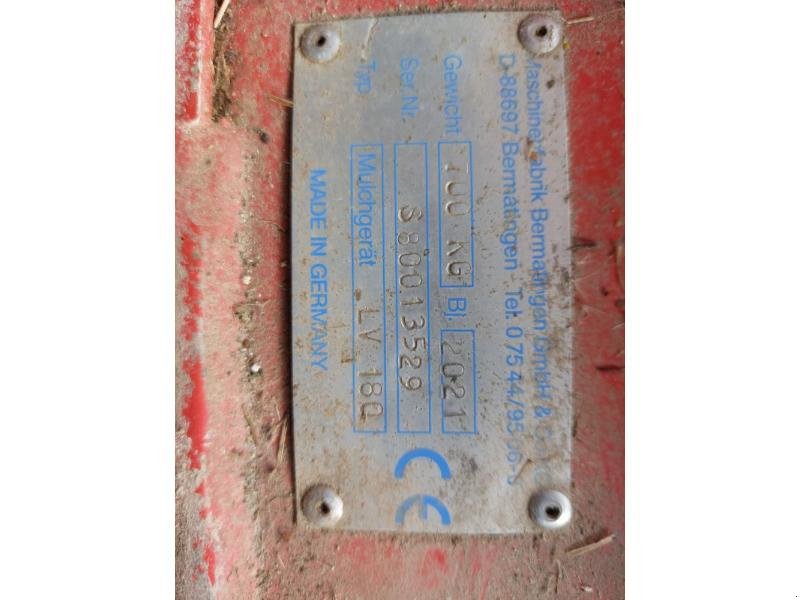 Maschinenfabrik Bermatingen GmbH &
D-88697 Bermatingen - Tel. 0 75 44/95
Gewicht 700 KG Bj. 2021
Ser.Nr. S80013529
Typ Mulchgerät LV 180
MADE IN GERMANY
CE